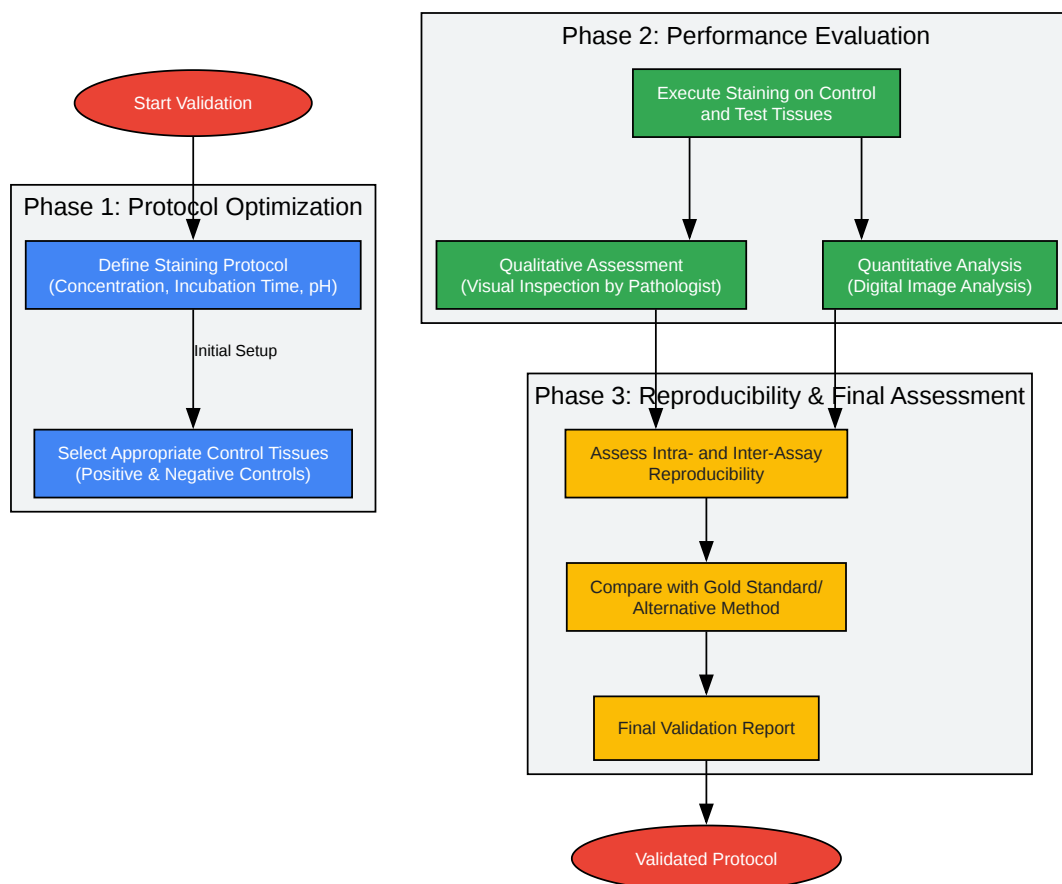 Start Validation
Phase 1: Protocol Optimization
Define Staining Protocol
(Concentration, Incubation Time, pH)
Initial Setup
Select Appropriate Control Tissues
(Positive & Negative Controls)
Phase 2: Performance Evaluation
Execute Staining on Control
and Test Tissues
Qualitative Assessment
(Visual Inspection by Pathologist)
Quantitative Analysis
(Digital Image Analysis)
Phase 3: Reproducibility & Final Assessment
Assess Intra- and Inter-Assay
Reproducibility
Compare with Gold Standard/
Alternative Method
Final Validation Report
Validated Protocol